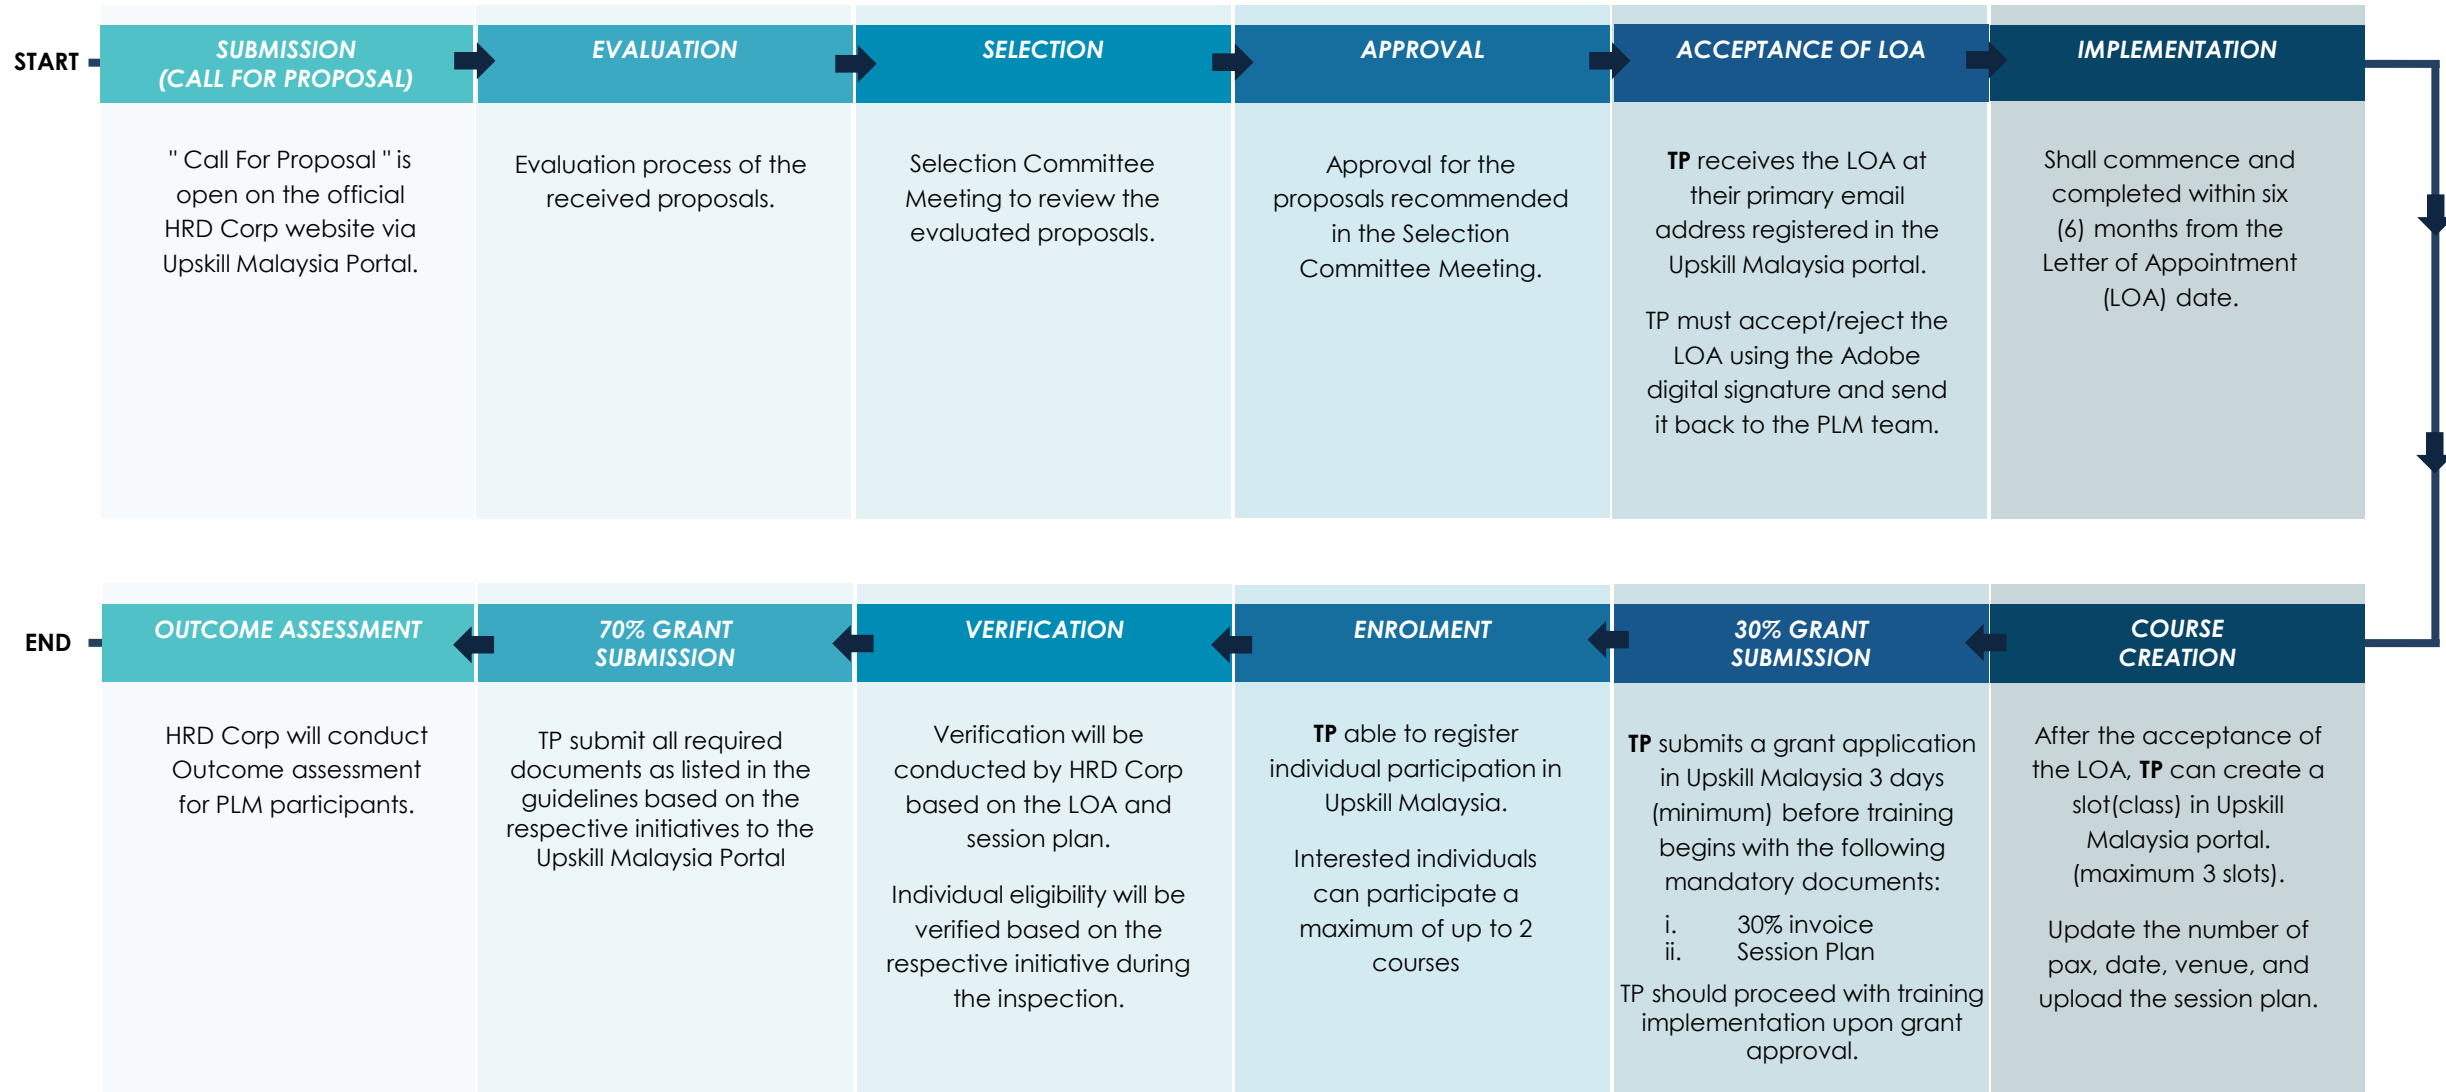 START
SUBMISSION
(CALL FOR PROPOSAL)
" Call For Proposal " is
open on the official
HRD Corp website via
Upskill Malaysia Portal.
EVALUATION
Evaluation process of the
received proposals.
SELECTION
Selection Committee
Meeting to review the
evaluated proposals.
APPROVAL
Approval for the
proposals recommended
in the Selection
Committee Meeting.
ACCEPTANCE OF LOA
TP receives the LOA at
their primary email
address registered in the
Upskill Malaysia portal.
TP must accept/reject the
LOA using the Adobe
digital signature and send
it back to the PLM team.
IMPLEMENTATION
Shall commence and
completed within six
(6) months from the
Letter of Appointment
(LOA) date.
COURSE
CREATION
After the acceptance of
the LOA, TP can create a
slot(class) in Upskill
Malaysia portal.
(maximum 3 slots).
Update the number of
pax, date, venue, and
upload the session plan.
30% GRANT
SUBMISSION
TP submits a grant application
in Upskill Malaysia 3 days
(minimum) before training
begins with the following
mandatory documents:
i. 30% invoice
ii. Session Plan
TP should proceed with training
implementation upon grant
approval.
ENROLMENT
TP able to register
individual participation in
Upskill Malaysia.
Interested individuals
can participate a
maximum of up to 2
courses
VERIFICATION
Verification will be
conducted by HRD Corp
based on the LOA and
session plan.
Individual eligibility will be
verified based on the
respective initiative during
the inspection.
70% GRANT
SUBMISSION
TP submit all required
documents as listed in the
guidelines based on the
respective initiatives to the
Upskill Malaysia Portal
OUTCOME ASSESSMENT
HRD Corp will conduct
Outcome assessment
for PLM participants.
END